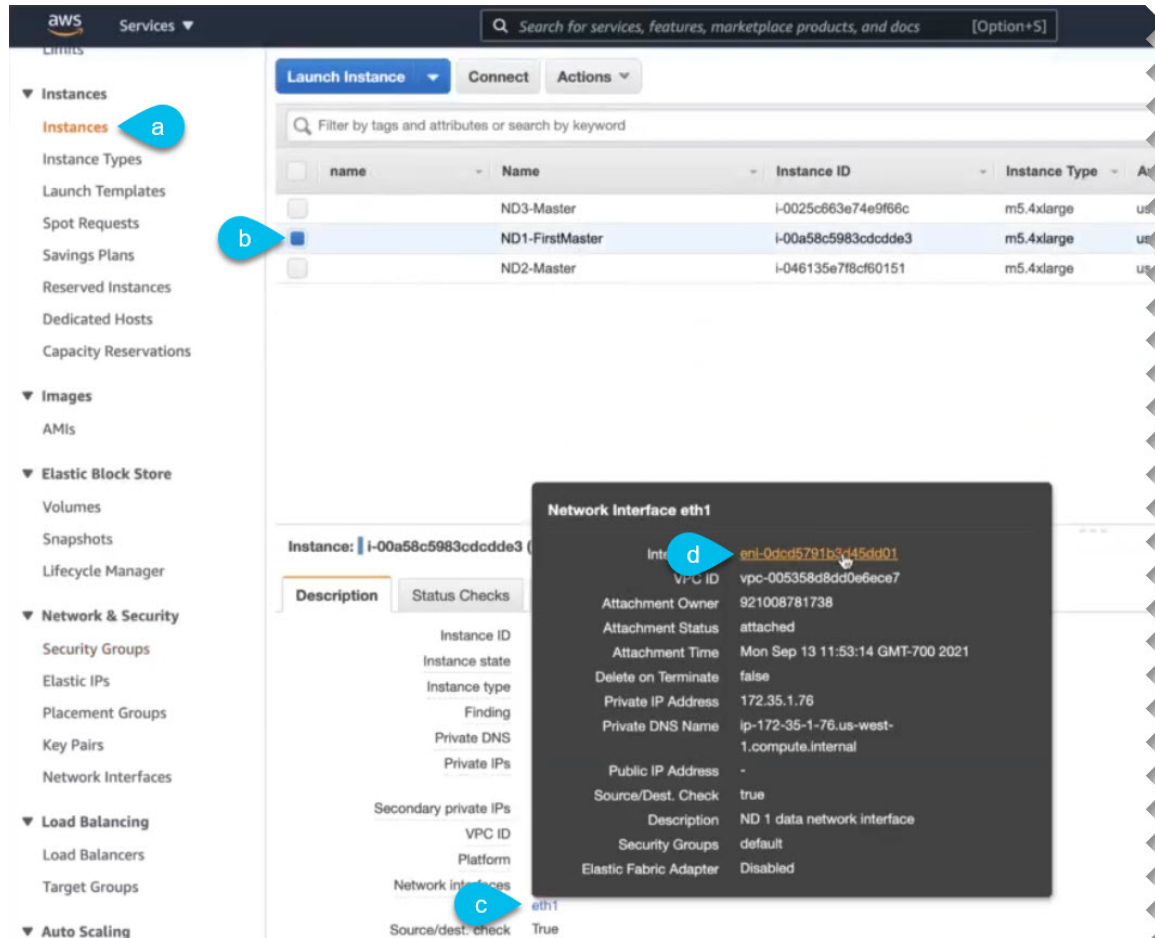 aws Services ▼ Search for services, features, marketplace products, and docs [Option+S]
Limits
▼ Instances
Instances a
Instance Types
Launch Templates
Spot Requests
Savings Plans
Reserved Instances
Dedicated Hosts
Capacity Reservations
▼ Images
AMIs
▼ Elastic Block Store
Volumes
Snapshots
Lifecycle Manager
▼ Network & Security
Security Groups
Elastic IPs
Placement Groups
Key Pairs
Network Interfaces
▼ Load Balancing
Load Balancers
Target Groups
▼ Auto Scaling
Launch Instance Connect Actions
Filter by tags and attributes or search by keyword
name Name Instance ID Instance Type
ND3-Master i-0025c663e74e9f66c m5.4xlarge
b ND1-FirstMaster i-00a58c5983cdcdde3 m5.4xlarge
ND2-Master i-046135e7f8cf60151 m5.4xlarge
Instance: i-00a58c5983cdcdde3 (
Description Status Checks
Instance ID
Instance state
Instance type
Finding
Private DNS
Private IPs
Secondary private IPs
VPC ID
Platform
Network interfaces
c eth1
Source/dest. check True
Network Interface eth1
d eni-0dcd5791b3d45dd01
VPC ID vpc-005358d8dd0e6ece7
Attachment Owner 921008781738
Attachment Status attached
Attachment Time Mon Sep 13 11:53:14 GMT-700 2021
Delete on Terminate false
Private IP Address 172.35.1.76
Private DNS Name ip-172-35-1-76.us-west-
1.compute.internal
Public IP Address -
Source/Dest. Check true
Description ND 1 data network interface
Security Groups default
Elastic Fabric Adapter Disabled